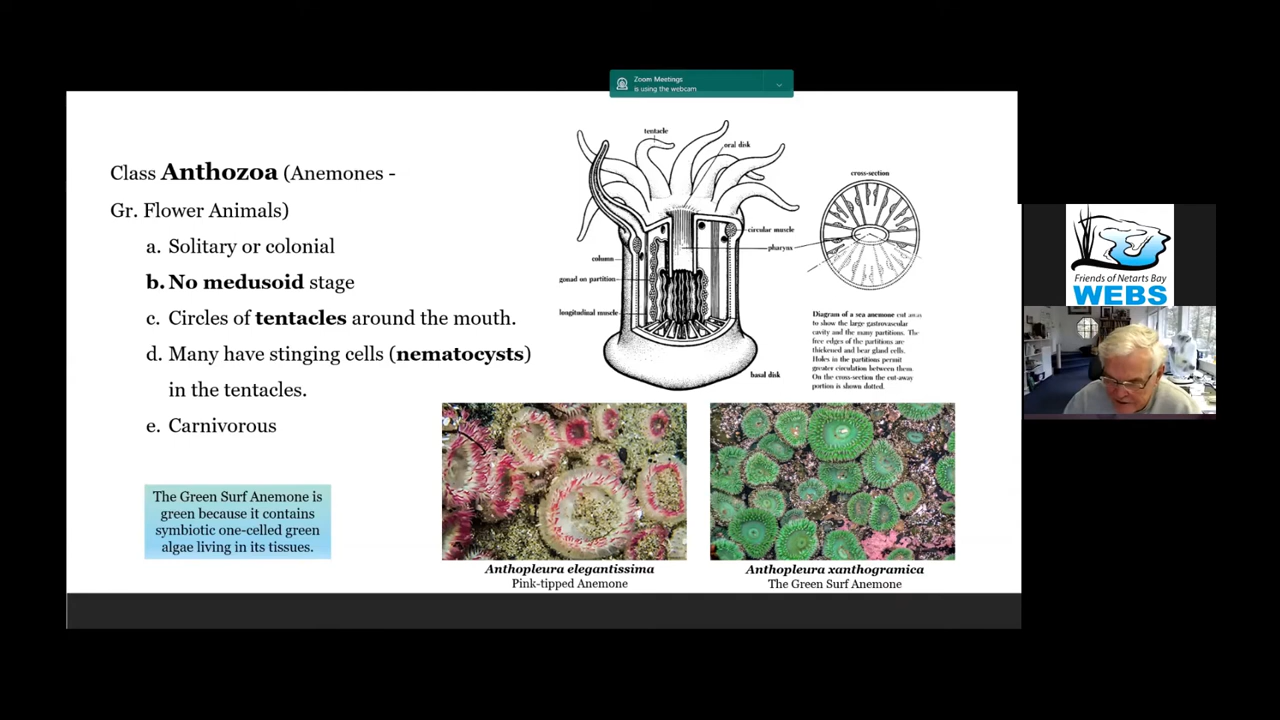 Zoom Meetings
is using the webcam
Class Anthozoa (Anemones -
Gr. Flower Animals)
a. Solitary or colonial
b. No medusoid stage
c. Circles of tentacles around the mouth.
d. Many have stinging cells (nematocysts)
in the tentacles.
e. Carnivorous
The Green Surf Anemone is
green because it contains
symbiotic one-celled green
algae living in its tissues.
tentacle
oral disk
circular muscle
pharynx
column
gonad on partition
longitudinal muscle
basal disk
cross-section
Diagram of a sea anemone cut away
to show the large gastrovascular
cavity and the many partitions. The
free edges of the partitions are
thickened and bear gland cells.
Holes in the partitions permit
greater circulation between them.
On the cross-section the cut-away
portion is shown dotted.
Anthopleura elegantissima
Pink-tipped Anemone
Anthopleura xanthogramica
The Green Surf Anemone
Friends of Netarts Bay
WEBS